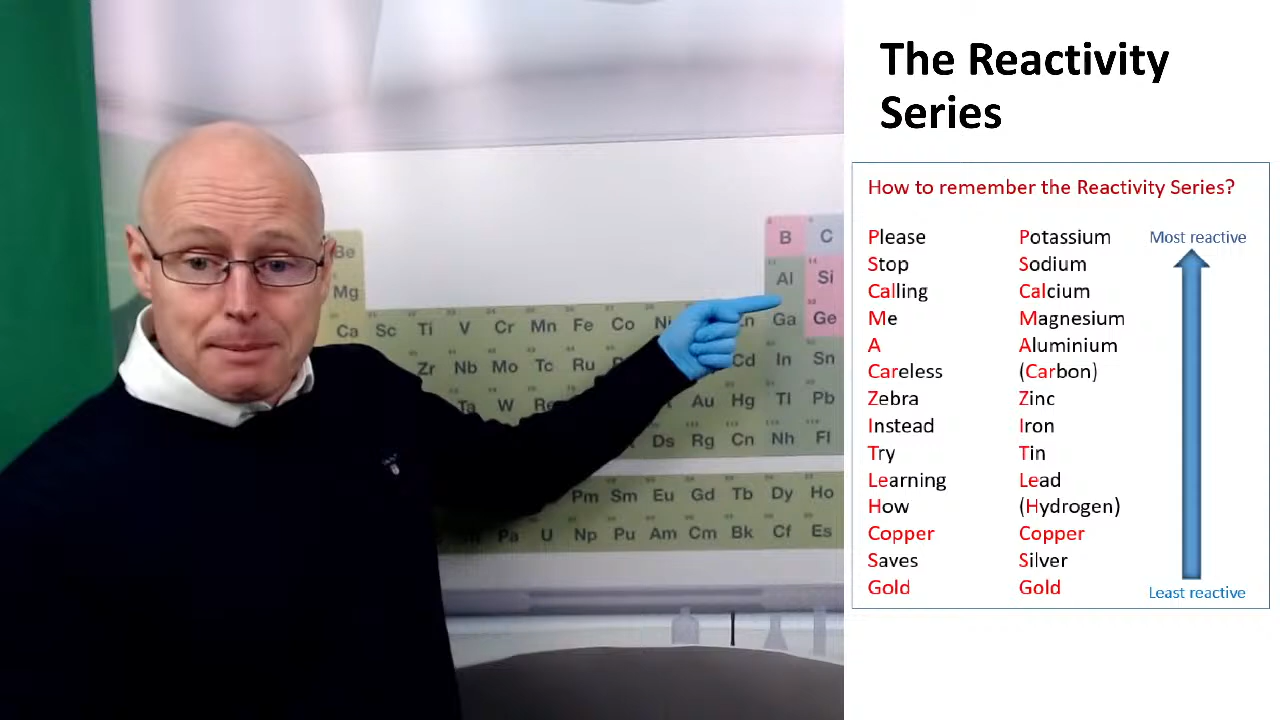 The Reactivity
Series
How to remember the Reactivity Series?
Please Potassium Most reactive
Stop Sodium
Calling Calcium
Me Magnesium
A Aluminium
Careless (Carbon)
Zebra Zinc
Instead Iron
Try Tin
Learning Lead
How (Hydrogen)
Copper Copper
Saves Silver
Gold Gold Least reactive
Be B C
Mg Al Si
Ca Sc Ti V Cr Mn Fe Co Ni Zn Ga Ge
Zr Nb Mo Tc Ru Cd In Sn
Ta W Re Au Hg Tl Pb
Ds Rg Cn Nh Fl
Pm Sm Eu Gd Tb Dy Ho
Pa U Np Pu Am Cm Bk Cf Es